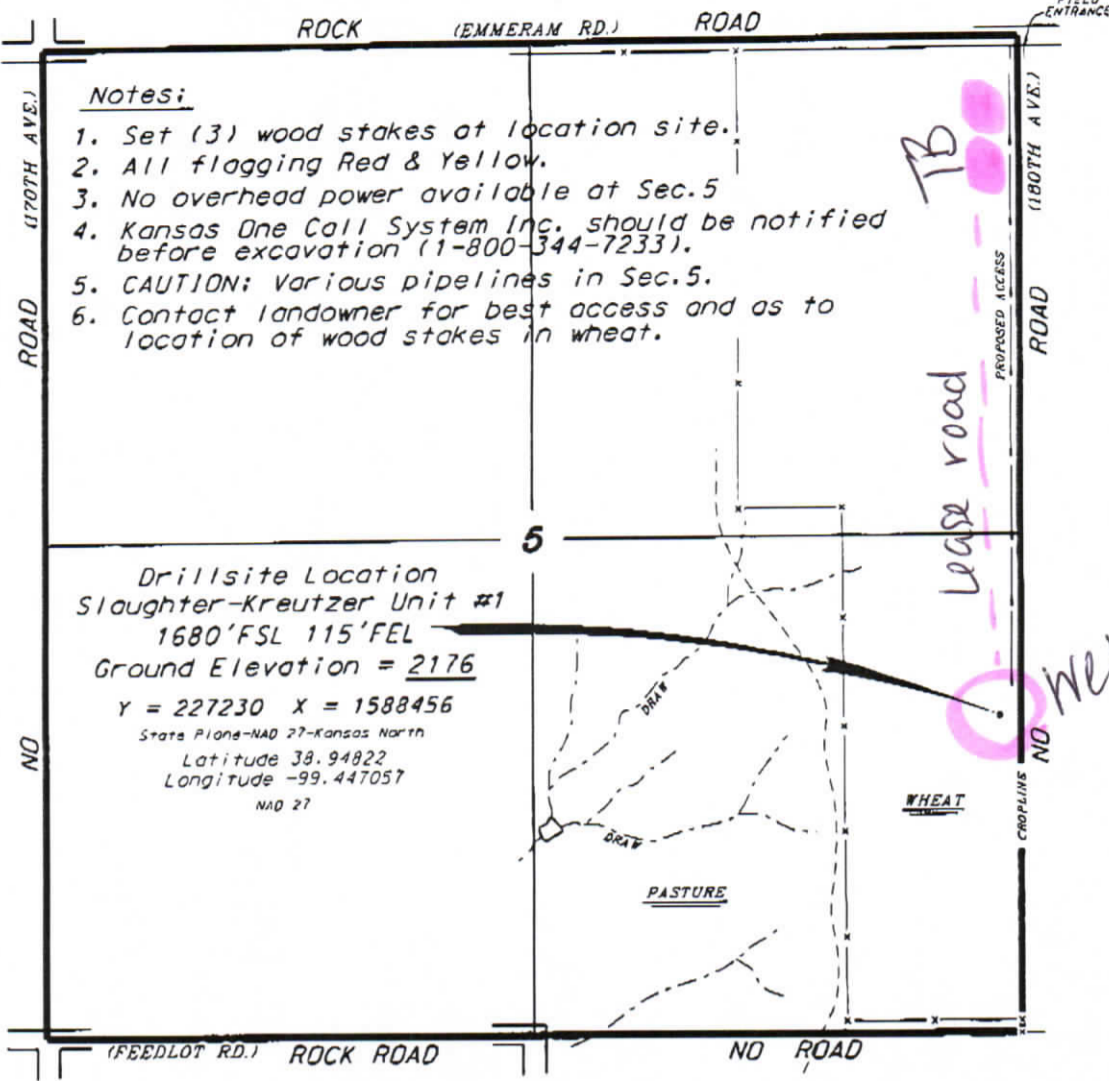 FIELD
ENTRANCE
ROCK (EMMERAM RD.) ROAD
Notes:
1. Set (3) wood stakes at location site.
2. All flagging Red & Yellow.
3. No overhead power available at Sec.5
4. Kansas One Call System Inc. should be notified
before excavation (1-800-344-7233).
5. CAUTION: Various pipelines in Sec.5.
6. Contact landowner for best access and as to
location of wood stakes in wheat.
(170TH AVE.)
ROAD
NO
TB
(180TH AVE.)
PROPOSED ACCESS
ROAD
Lease road
5
Drillsite Location
Slaughter-Kreutzer Unit #1
1680'FSL 115'FEL
Ground Elevation = 2176
Y = 227230 X = 1588456
State Plane-NAD 27-Kansas North
Latitude 38.94822
Longitude -99.447057
NAD 27
DRAW
DRAW
NO
WHEAT
CROPLINE
PASTURE
(FEEDLOT RD.) ROCK ROAD
NO ROAD